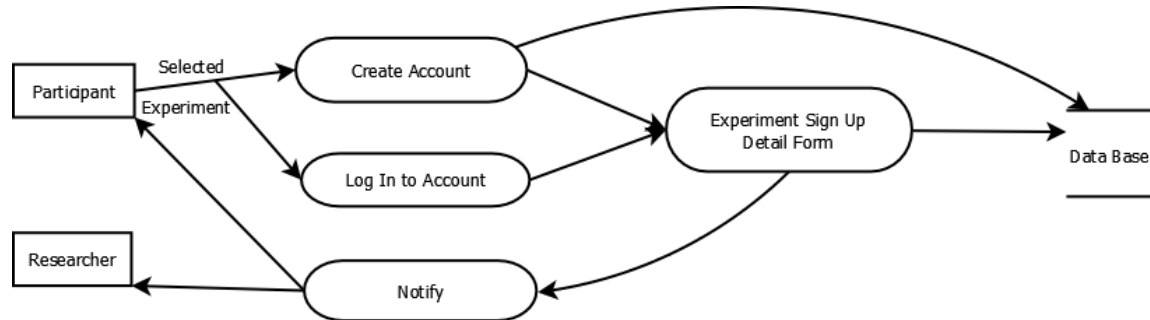 Selected
Create Account
Participant
Experiment
Experiment Sign Up
Detail Form
Data Base
Log In to Account
Researcher
Notify